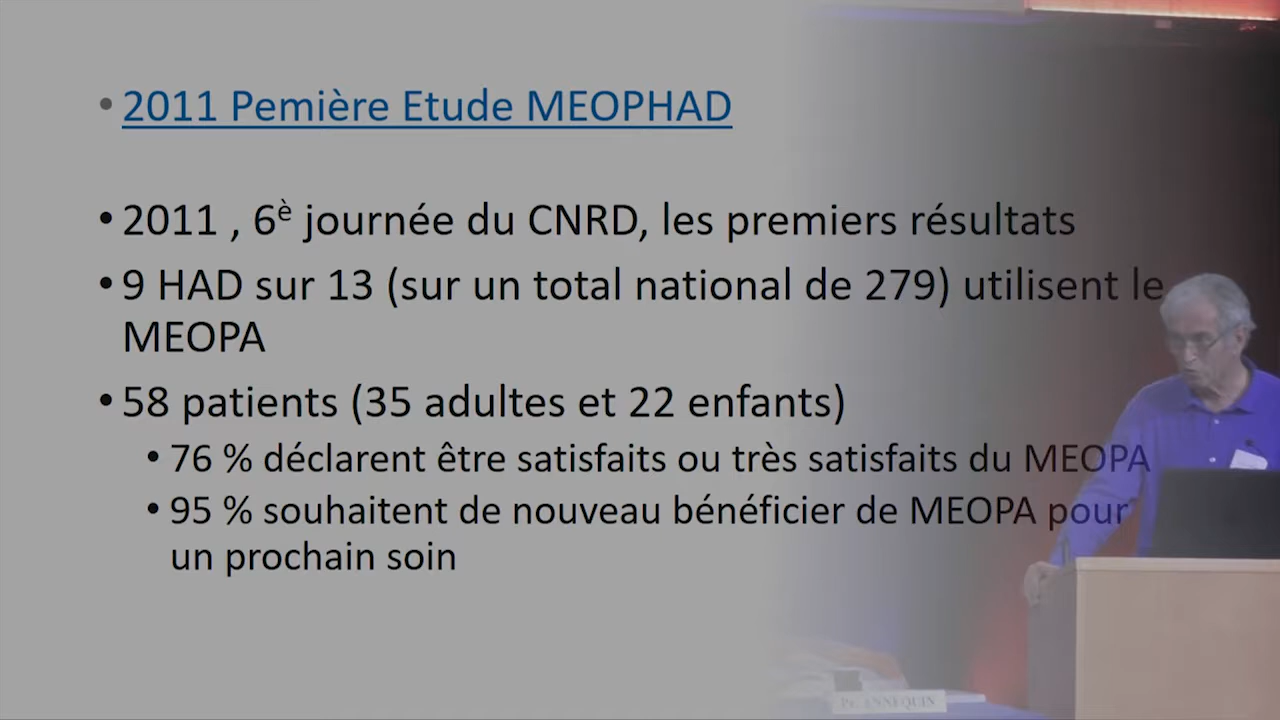 • 2011 Pemière Etude MEOPHAD
• 2011 , 6è journée du CNRD, les premiers résultats
• 9 HAD sur 13 (sur un total national de 279) utilisent le
MEOPA
• 58 patients (35 adultes et 22 enfants)
• 76 % déclarent être satisfaits ou très satisfaits du MEOPA
• 95 % souhaitent de nouveau bénéficier de MEOPA pour
un prochain soin
ANNEQUIN